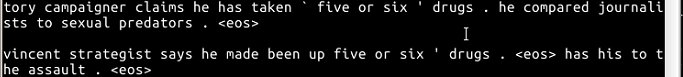 tory campaigner claims he has taken ` five or six ' drugs . he compared journali
sts to sexual predators . <eos>
vincent strategist says he made been up five or six ' drugs . <eos> has his to t
he assault . <eos>